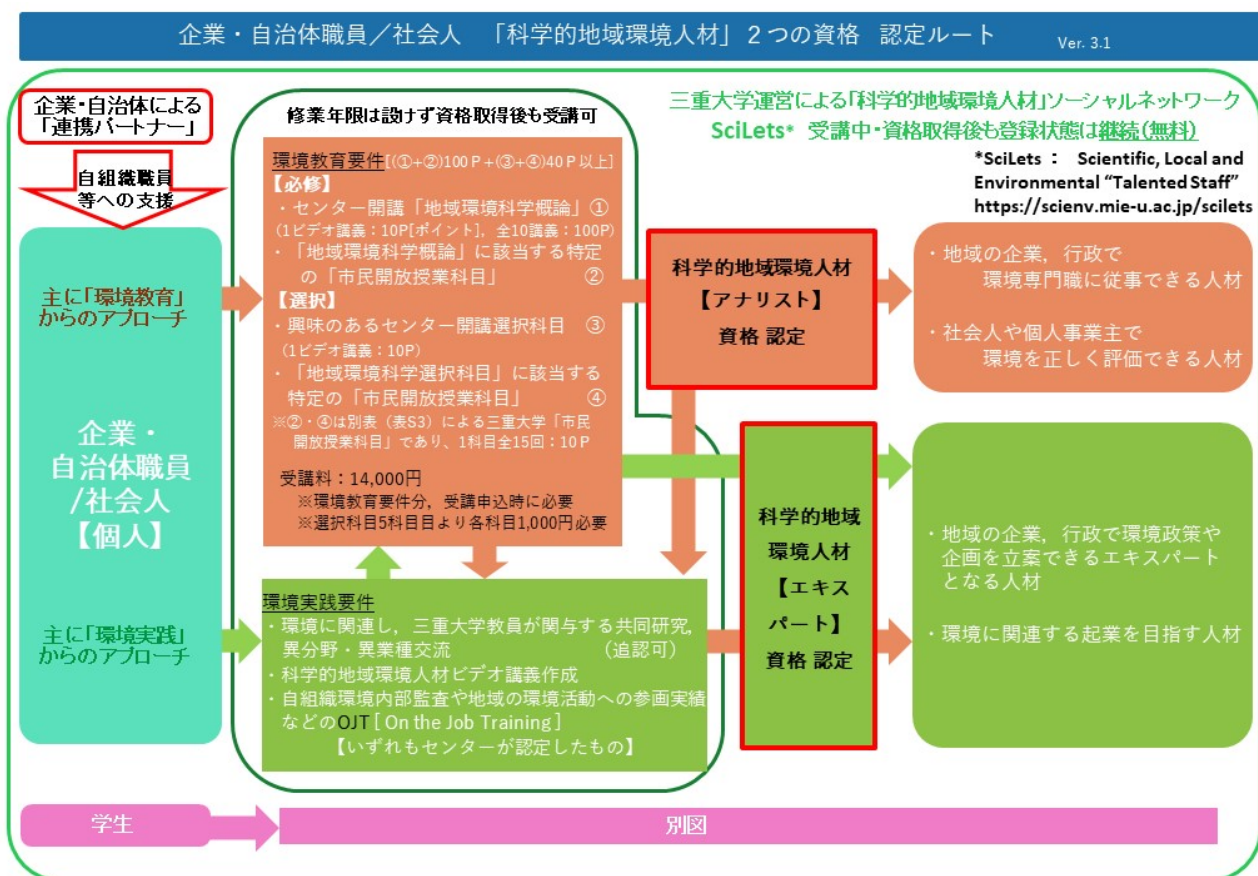 企業・自治体職員／社会人　「科学的地域環境人材」２つの資格　認定ルート　Ver. 3.1
企業・自治体による
「連携パートナー」
自組織職員
等への支援
修業年限は設けず資格取得後も受講可
三重大学運営による「科学的地域環境人材」ソーシャルネットワーク
SciLets* 受講中・資格取得後も登録状態は継続(無料)
*SciLets ： Scientific, Local and
Environmental “Talented Staff”
https://scienv.mie-u.ac.jp/scilets
主に「環境教育」
からのアプローチ
企業・
自治体職員
/社会人
【個人】
主に「環境実践」
からのアプローチ
環境教育要件[(①+②)100Ｐ+(③+④)40Ｐ以上]
【必修】
・センター開講「地域環境科学概論」①
(1ビデオ講義：10P[ポイント]，全10講義：100P)
・「地域環境科学概論」に該当する特定
の「市民開放授業科目」　②
【選択】
・興味のあるセンター開講選択科目　③
(1ビデオ講義：10P)
・「地域環境科学選択科目」に該当する
特定の「市民開放授業科目」　④
※②・④は別表（表S3）による三重大学「市民
開放授業科目」であり、1科目全15回：10Ｐ
受講料：14,000円
※環境教育要件分，受講申込時に必要
※選択科目5科目目より各科目1,000円必要
環境実践要件
・環境に関連し，三重大学教員が関与する共同研究，
異分野・異業種交流　（追認可）
・科学的地域環境人材ビデオ講義作成
・自組織環境内部監査や地域の環境活動への参画実績
などのOJT [ On the Job Training ]
【いずれもセンターが認定したもの】
科学的地域環境人材
【アナリスト】
資格 認定
科学的地域
環境人材
【エキス
パート】
資格 認定
・地域の企業，行政で
環境専門職に従事できる人材
・社会人や個人事業主で
環境を正しく評価できる人材
・地域の企業，行政で環境政策や
企画を立案できるエキスパート
となる人材
・環境に関連する起業を目指す人材
学生
別図